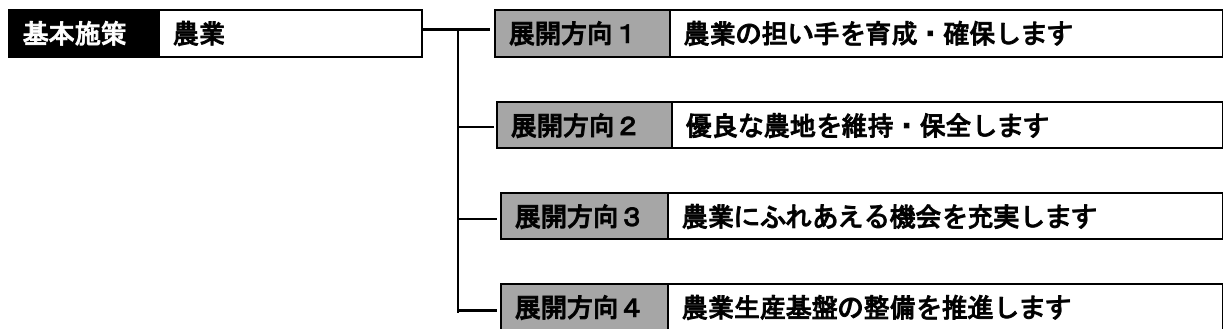 基本施策 農業
展開方向１ 農業の担い手を育成・確保します
展開方向２ 優良な農地を維持・保全します
展開方向３ 農業にふれあえる機会を充実します
展開方向４ 農業生産基盤の整備を推進します